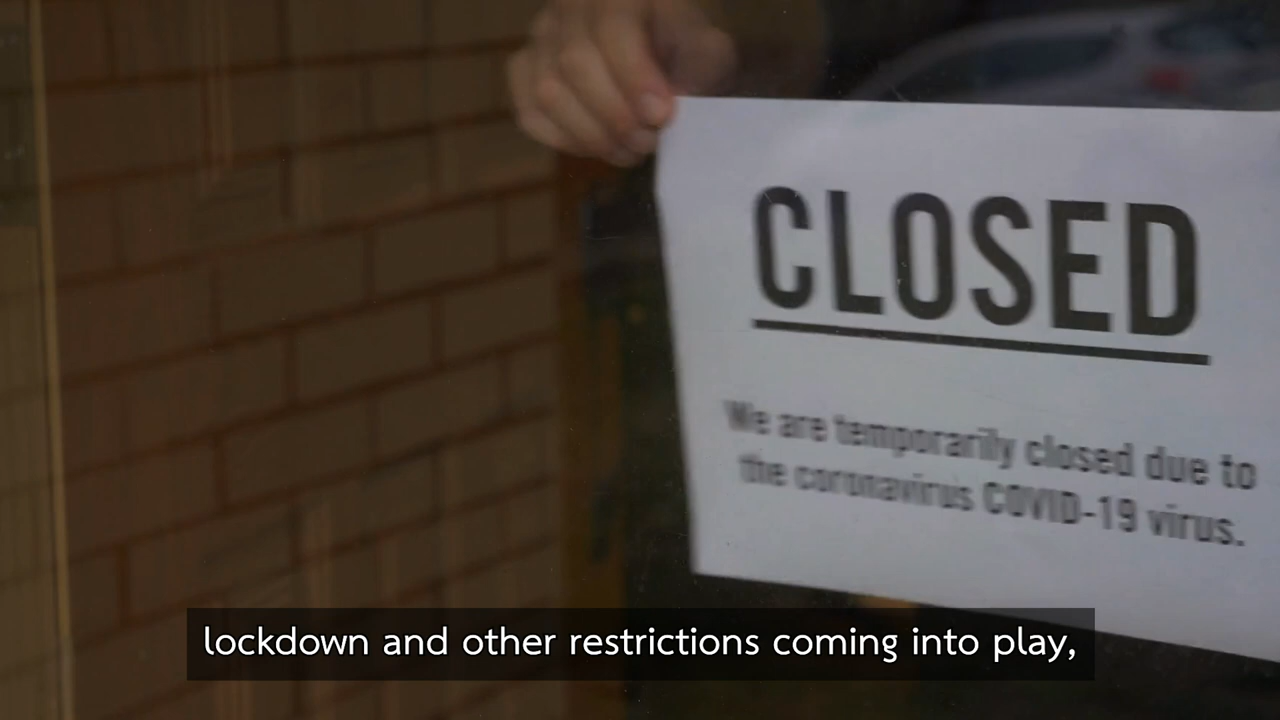 CLOSED
We are temporarily closed due to
the coronavirus COVID-19 virus.
lockdown and other restrictions coming into play,